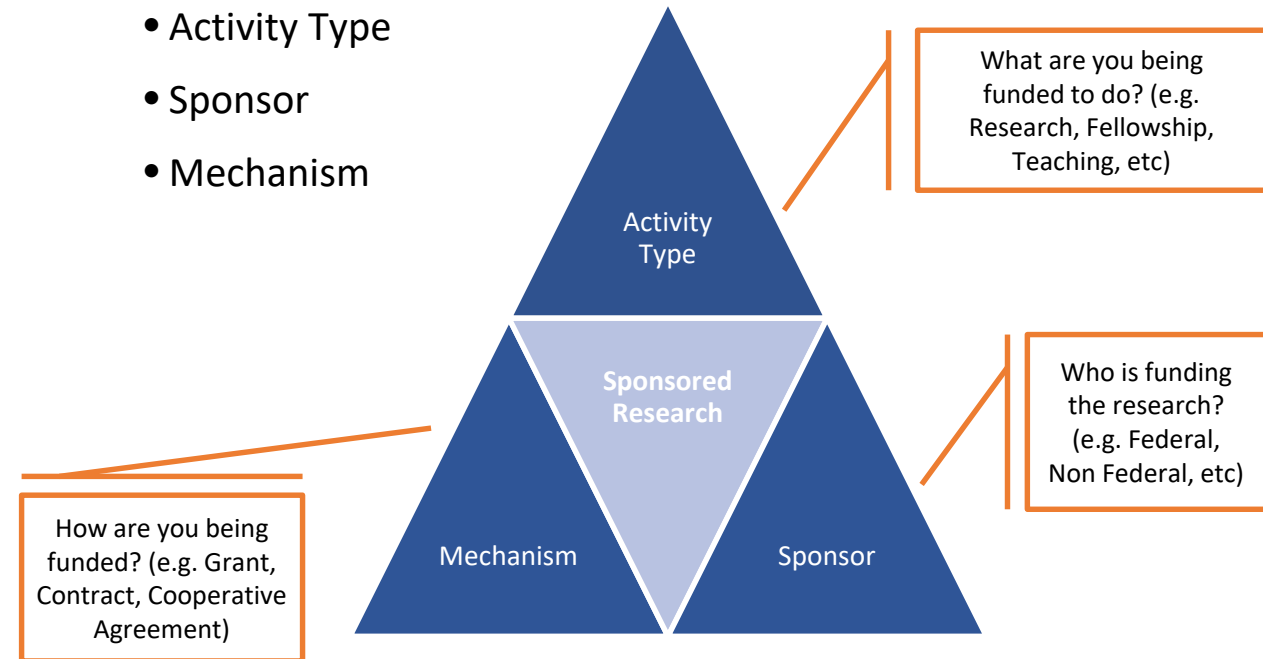 • Activity Type
• Sponsor
• Mechanism
What are you being
funded to do? (e.g.
Research, Fellowship,
Teaching, etc)
Activity
Type
Sponsored
Research
Who is funding
the research?
(e.g. Federal,
Non Federal, etc)
How are you being
funded? (e.g. Grant,
Contract, Cooperative
Agreement)
Mechanism
Sponsor